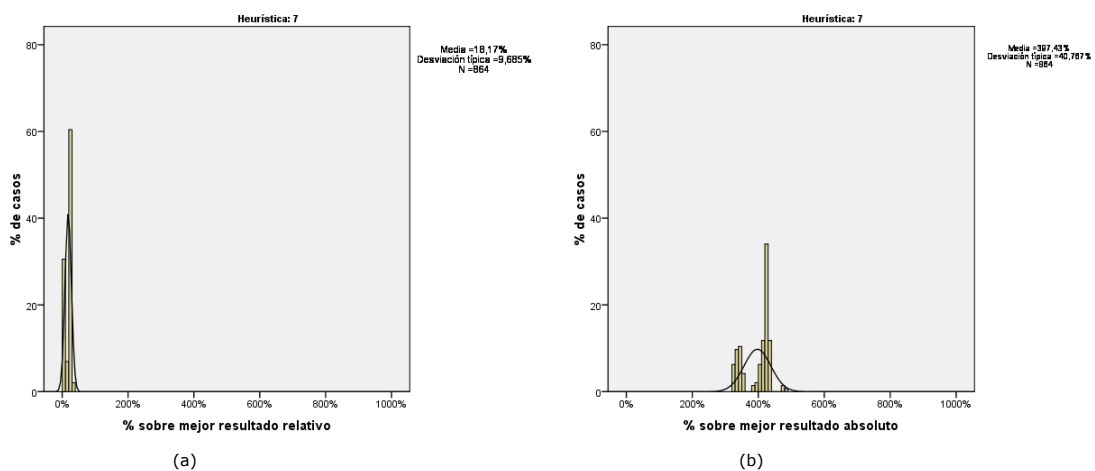 Heurística: 7
Media =18,17%
Desviación típica =9,685%
N =864
80
60
40
20
0
% de casos
0% 200% 400% 600% 800% 1000%
% sobre mejor resultado relativo
(a)
Heurística: 7
Media =397,43%
Desviación típica =40,767%
N =864
80
60
40
20
0
% de casos
0% 200% 400% 600% 800% 1000%
% sobre mejor resultado absoluto
(b)